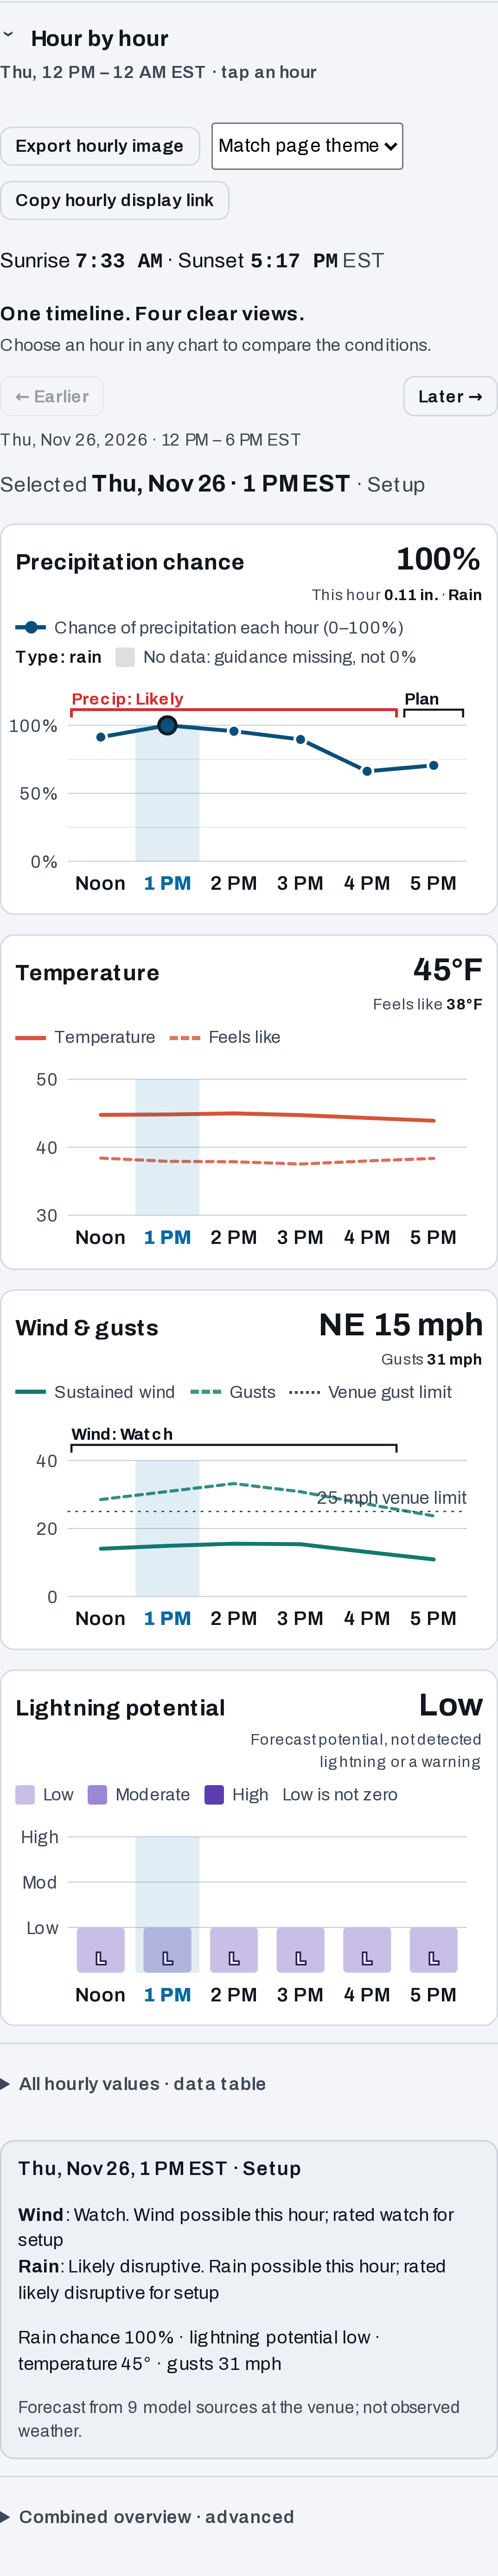 Hour by hour
Thu, 12 PM – 12 AM EST · tap an hour
Export hourly image
Match page theme
Copy hourly display link
Sunrise 7:33 AM · Sunset 5:17 PM EST
One timeline. Four clear views.
Choose an hour in any chart to compare the conditions.
← Earlier
Later →
Thu, Nov 26, 2026 · 12 PM – 6 PM EST
Selected Thu, Nov 26 · 1 PM EST · Setup
Precipitation chance
100%
This hour 0.11 in. · Rain
Chance of precipitation each hour (0–100%)
Type: rain No data: guidance missing, not 0%
Precip: Likely Plan
100%
50%
0%
Noon 1 PM 2 PM 3 PM 4 PM 5 PM
Temperature
45°F
Feels like 38°F
Temperature Feels like
50
40
30
Noon 1 PM 2 PM 3 PM 4 PM 5 PM
Wind & gusts
NE 15 mph
Gusts 31 mph
Sustained wind Gusts Venue gust limit
Wind: Watch
40
25 mph venue limit
20
0
Noon 1 PM 2 PM 3 PM 4 PM 5 PM
Lightning potential
Low
Forecast potential, not detected
lightning or a warning
Low Moderate High Low is not zero
High
Mod
Low
L L L L L L
Noon 1 PM 2 PM 3 PM 4 PM 5 PM
All hourly values · data table
Thu, Nov 26, 1 PM EST · Setup
Wind: Watch. Wind possible this hour; rated watch for
setup
Rain: Likely disruptive. Rain possible this hour; rated
likely disruptive for setup
Rain chance 100% · lightning potential low ·
temperature 45° · gusts 31 mph
Forecast from 9 model sources at the venue; not observed
weather.
Combined overview · advanced